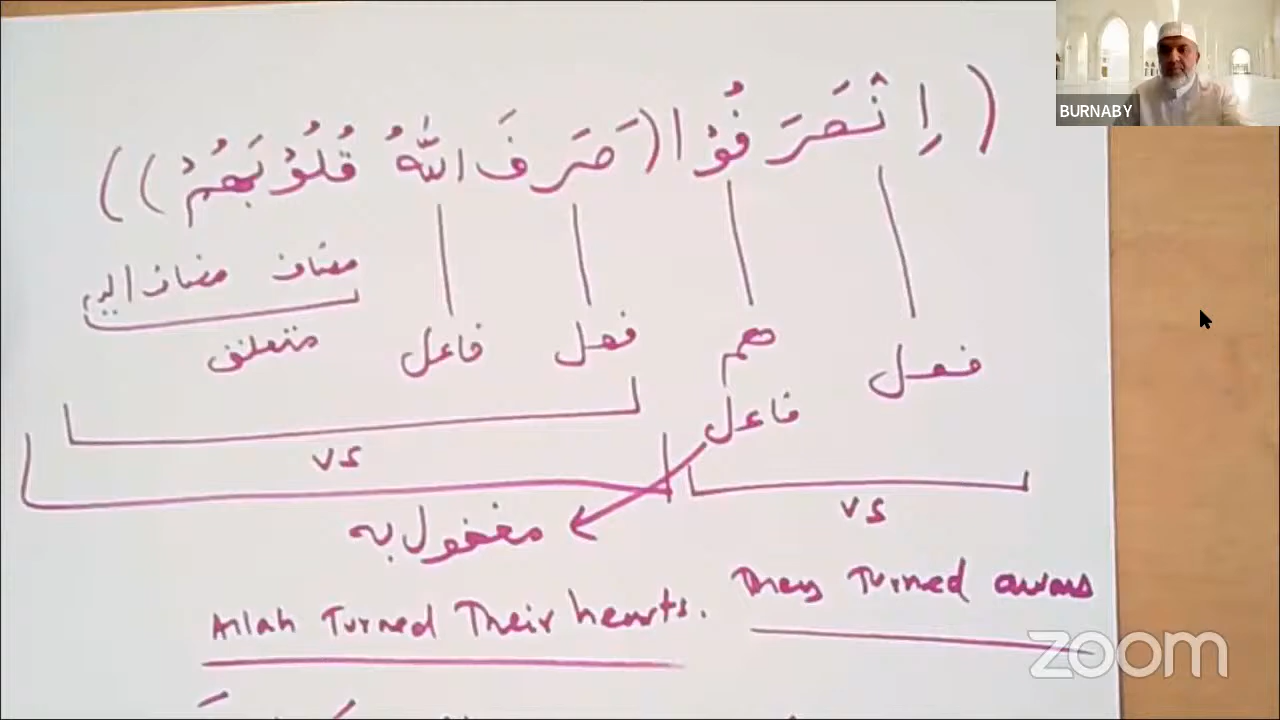 BURNABY
( اِنْصَرَفُوْا (صَرَفَ اللّٰهُ قُلُوْبَهُمْ ) )
مضاف مضاف اليه
فعل هم فعل فاعل متعلق
فاعل
VS
VS
مفعول به
They Turned away
Allah Turned Their hearts.
zoom